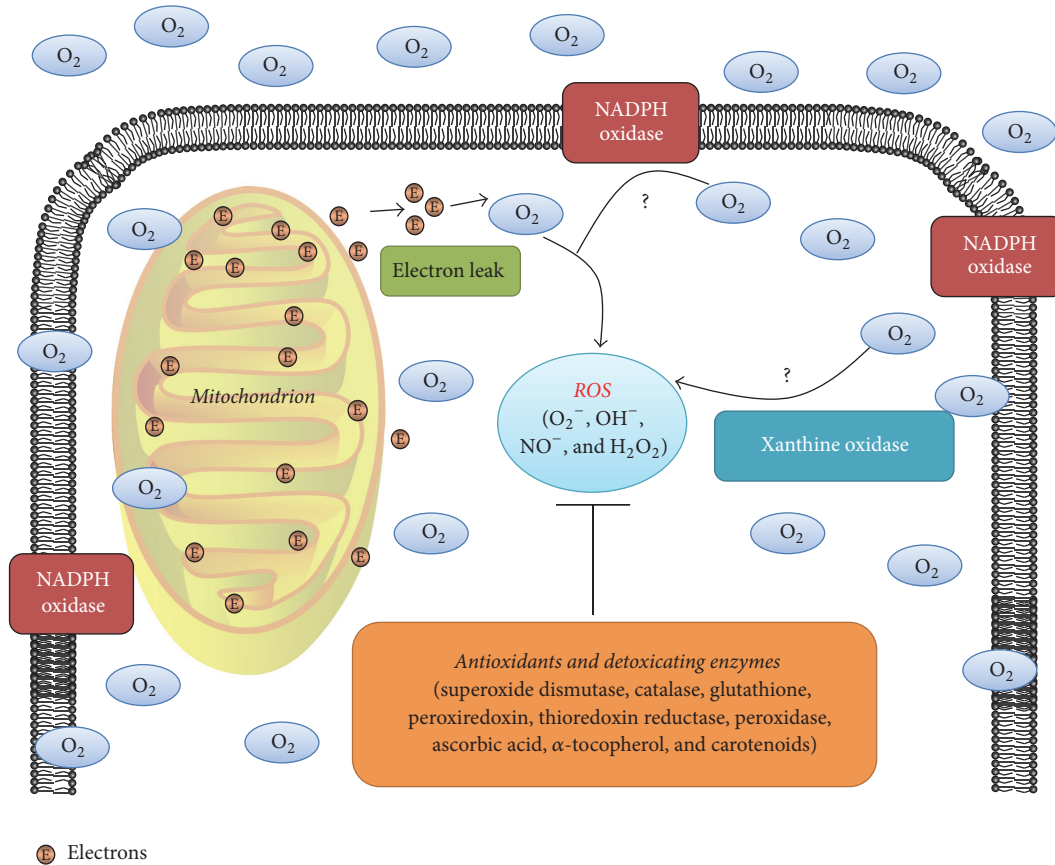 O₂
O₂
O₂
O₂
O₂
O₂
O₂
O₂
NADPH
oxidase
O₂
O₂
O₂
?
O₂
O₂
NADPH
oxidase
E
E
E
E
E
E
E
E
E
E
Electron leak
E
E
E
O₂
O₂
?
O₂
O₂
Mitochondrion
E
E
E
ROS
(O₂⁻, OH⁻,
NO⁻, and H₂O₂)
Xanthine oxidase
E
O₂
O₂
O₂
O₂
E
E
E
E
NADPH
oxidase
Antioxidants and detoxicating enzymes
(superoxide dismutase, catalase, glutathione,
peroxiredoxin, thioredoxin reductase, peroxidase,
ascorbic acid, α-tocopherol, and carotenoids)
O₂
O₂
O₂
O₂
E Electrons